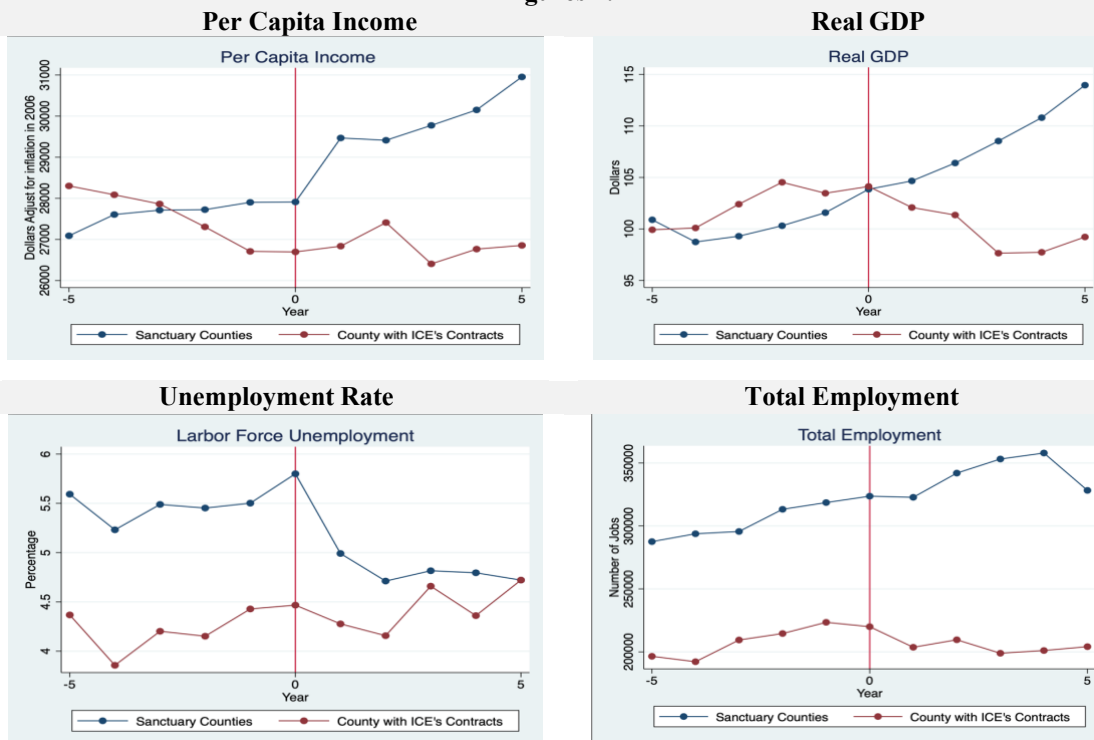 Per Capita Income
Real GDP
Per Capita Income
Dollars Adjust for inflation in 2006
31000
30000
29000
28000
27000
26000
-5
0
5
Year
Sanctuary Counties
County with ICE's Contracts
Real GDP
Dollars
115
110
105
100
95
-5
0
5
Year
Sanctuary Counties
County with ICE's Contracts
Unemployment Rate
Total Employment
Larbor Force Unemployment
Percentage
6
5.5
5
4.5
4
-5
0
5
Year
Sanctuary Counties
County with ICE's Contracts
Total Employment
Number of Jobs
350000
300000
250000
200000
-5
0
5
Year
Sanctuary Counties
County with ICE's Contracts